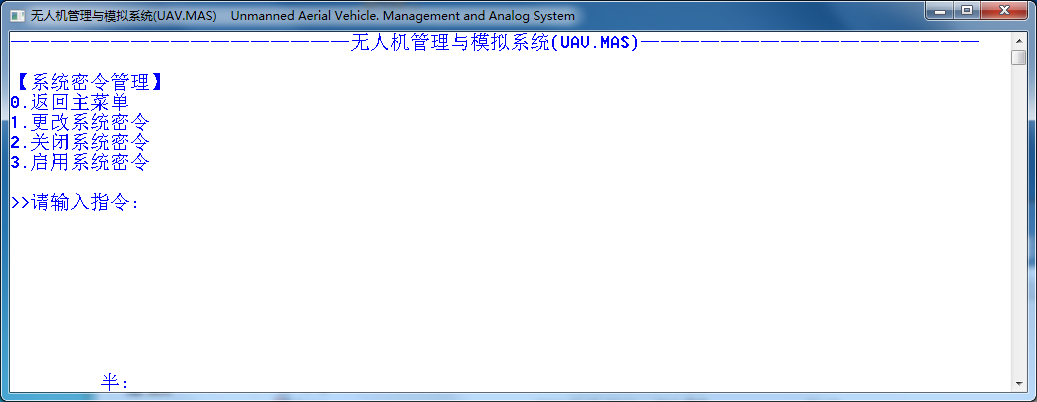 无人机管理与模拟系统(UAV.MAS) Unmanned Aerial Vehicle. Management and Analog System
————————————————无人机管理与模拟系统(UAV.MAS)————————————————
【系统密令管理】
0.返回主菜单
1.更改系统密令
2.关闭系统密令
3.启用系统密令
>>请输入指令:
半: